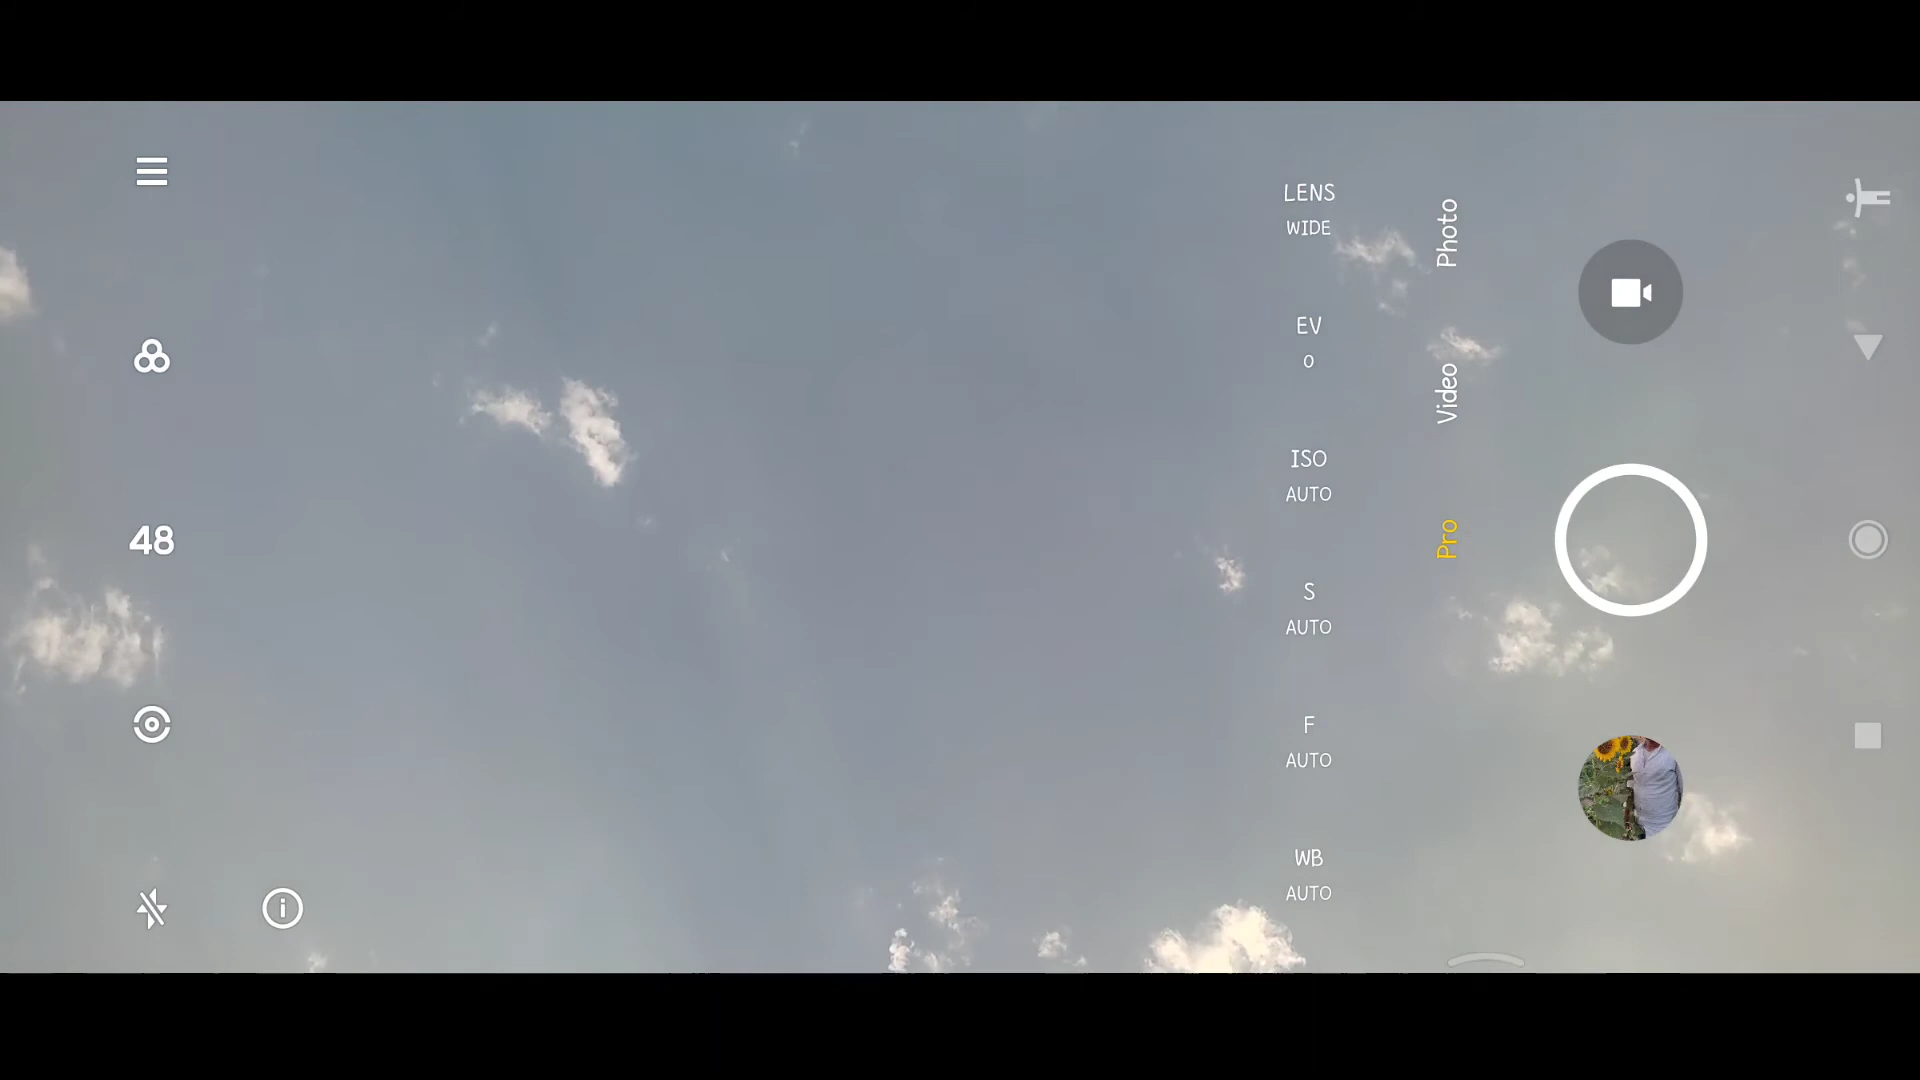 LENS
WIDE
EV
0
ISO
AUTO
S
AUTO
F
AUTO
WB
AUTO
Photo
Video
Pro
48